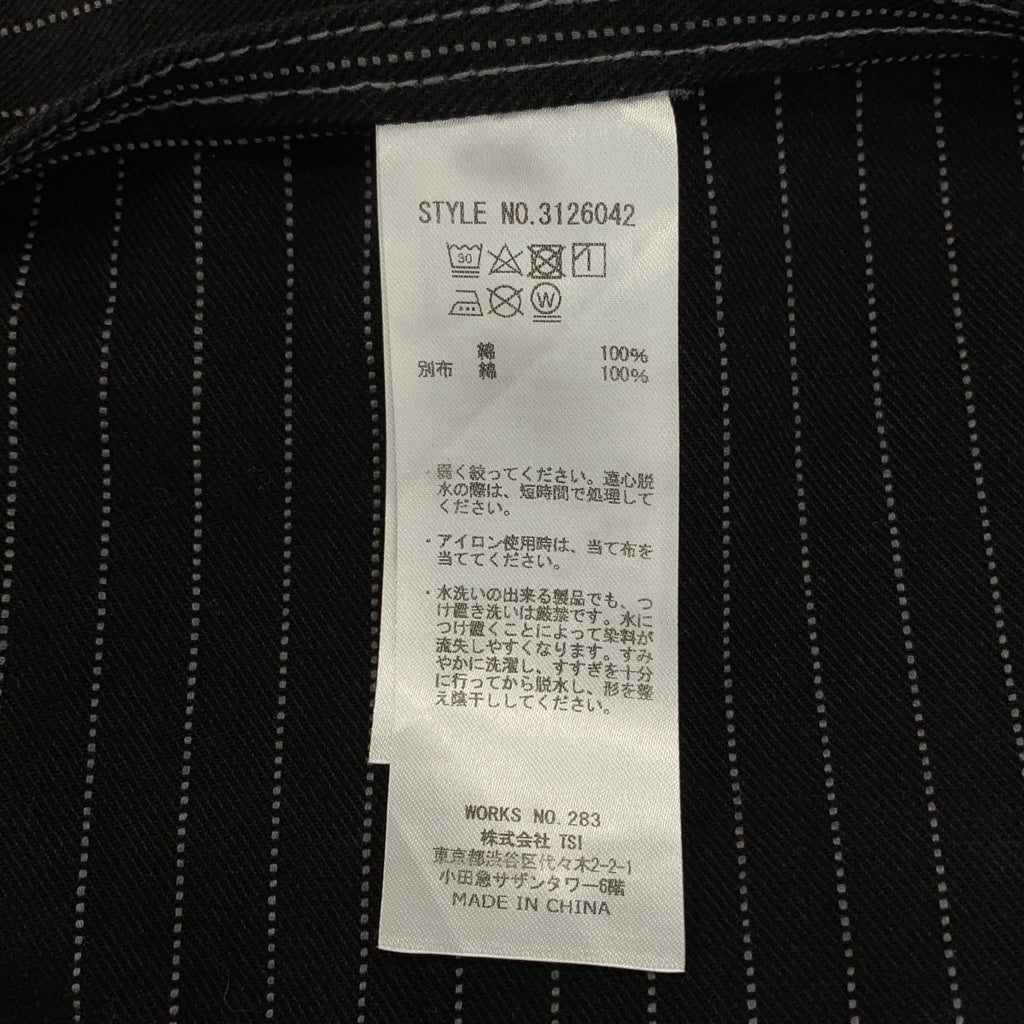 STYLE NO.3126042
30
W
綿 100%
別布 綿 100%
・弱く絞ってください。遠心脱
水の際は、短時間で処理して
ください。
・アイロン使用時は、当て布を
当ててください。
・水洗いの出来る製品でも、つ
け置き洗いは厳禁です。水に
つけ置くことによって染料が
流失しやすくなります。すみ
やかに洗濯し、すすぎを十分
に行ってから脱水し、形を整
え陰干ししてください。
WORKS NO.283
株式会社 TSI
東京都渋谷区代々木2-2-1
小田急サザンタワー6階
MADE IN CHINA